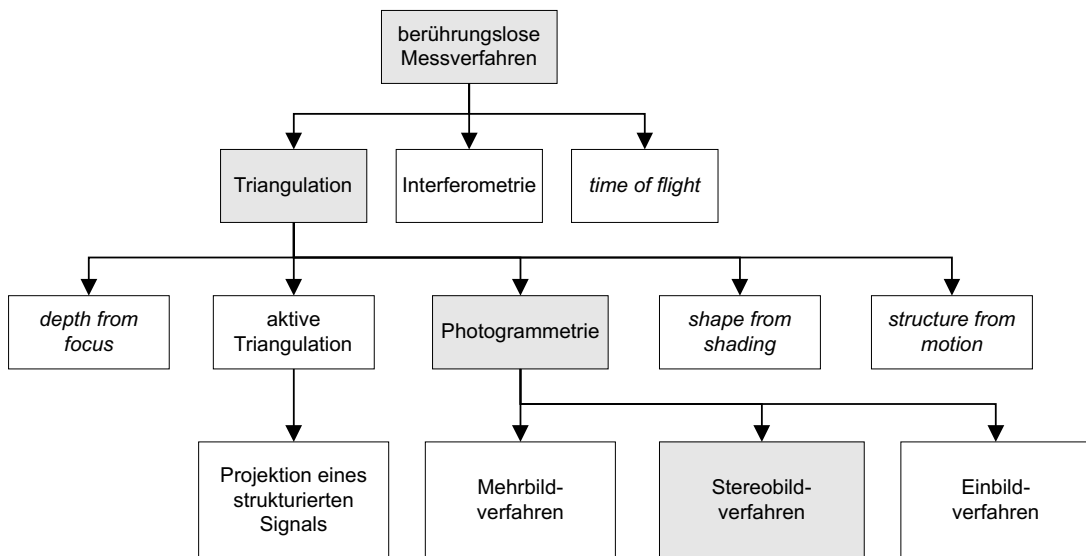 berührungslose
Messverfahren
Triangulation
Interferometrie
time of flight
depth from
focus
aktive
Triangulation
Photogrammetrie
shape from
shading
structure from
motion
Projektion eines
strukturierten
Signals
Mehrbild-
verfahren
Stereobild-
verfahren
Einbild-
verfahren